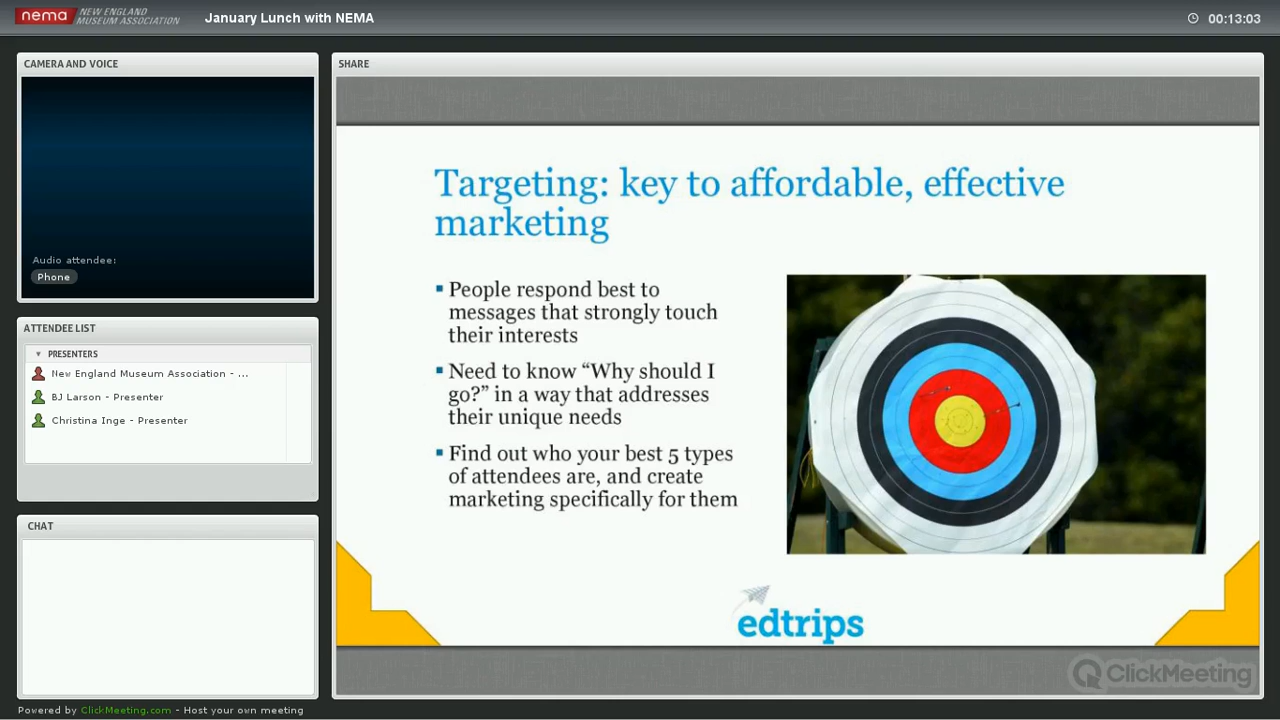 nema NEW ENGLAND
MUSEUM ASSOCIATION
January Lunch with NEMA
00:13:03
CAMERA AND VOICE
Audio attendee:
Phone
ATTENDEE LIST
PRESENTERS
New England Museum Association - ...
BJ Larson - Presenter
Christina Inge - Presenter
CHAT
Powered by ClickMeeting.com - Host your own meeting
SHARE
Targeting: key to affordable, effective
marketing
People respond best to
messages that strongly touch
their interests
Need to know “Why should I
go?” in a way that addresses
their unique needs
Find out who your best 5 types
of attendees are, and create
marketing specifically for them
edtrips
ClickMeeting